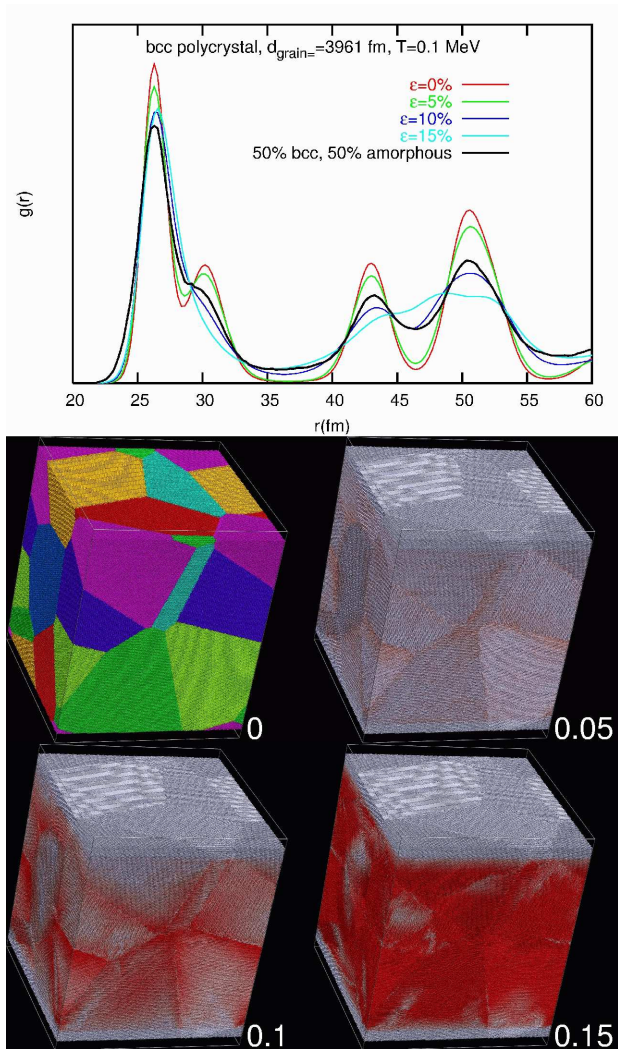 bcc polycrystal, d_grain= =3961 fm, T=0.1 MeV
ε=0%
ε=5%
ε=10%
ε=15%
50% bcc, 50% amorphous
g(r)
20 25 30 35 40 45 50 55 60
r(fm)
0 0.05
0.1 0.15